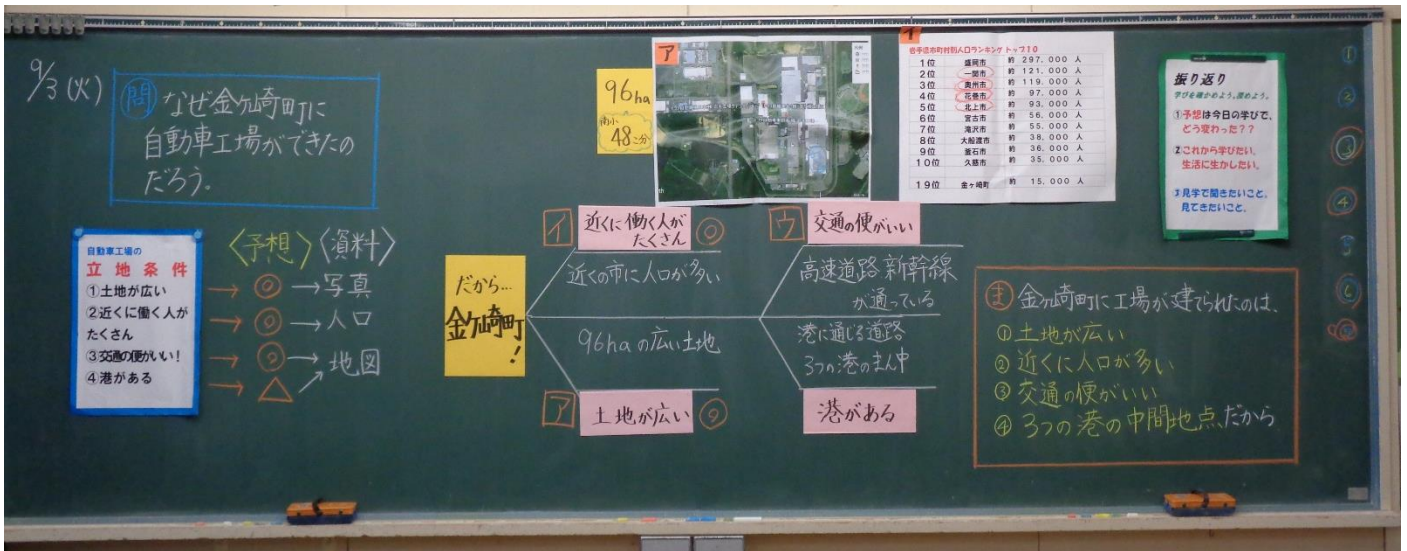 9/3(火)
問 なぜ金ケ崎町に
自動車工場ができたの
だろう。
自動車工場の
立地条件
①土地が広い
②近くに働く人が
たくさん
③交通の便がいい!
④港がある
〈予想〉〈資料〉
→ ◎ → 写真
→ ◎ → 人口
→ ◎ → 地図
→ △ →
だから…
金ケ崎町!
96ha
48こ分
ア
イ
岩手県市町村別人口ランキング トップ10
1位 盛岡市 約 297,000 人
2位 一関市 約 121,000 人
3位 奥州市 約 119,000 人
4位 花巻市 約 97,000 人
5位 北上市 約 93,000 人
6位 宮古市 約 56,000 人
7位 滝沢市 約 55,000 人
8位 大船渡市 約 38,000 人
9位 釜石市 約 36,000 人
10位 久慈市 約 35,000 人
19位 金ヶ崎町 約 15,000 人
イ 近くに働く人が
たくさん ◎
近くの市に人口が多い
96haの広い土地
ア 土地が広い ◎
ウ 交通の便がいい
高速道路 新幹線
が通っている
港に通じる道路
3つの港のまん中
港がある
振り返り
学びを確かめよう。深めよう。
①予想は今日の学びで、
どう変わった??
②これから学びたい。
生活に生かしたい。
③見学で聞きたいこと。
見てきたいこと。
ま 金ケ崎町に工場が建てられたのは、
①土地が広い
②近くに人口が多い
③交通の便がいい
④3つの港の中間地点だから
①
②
③
④
⑤
⑥